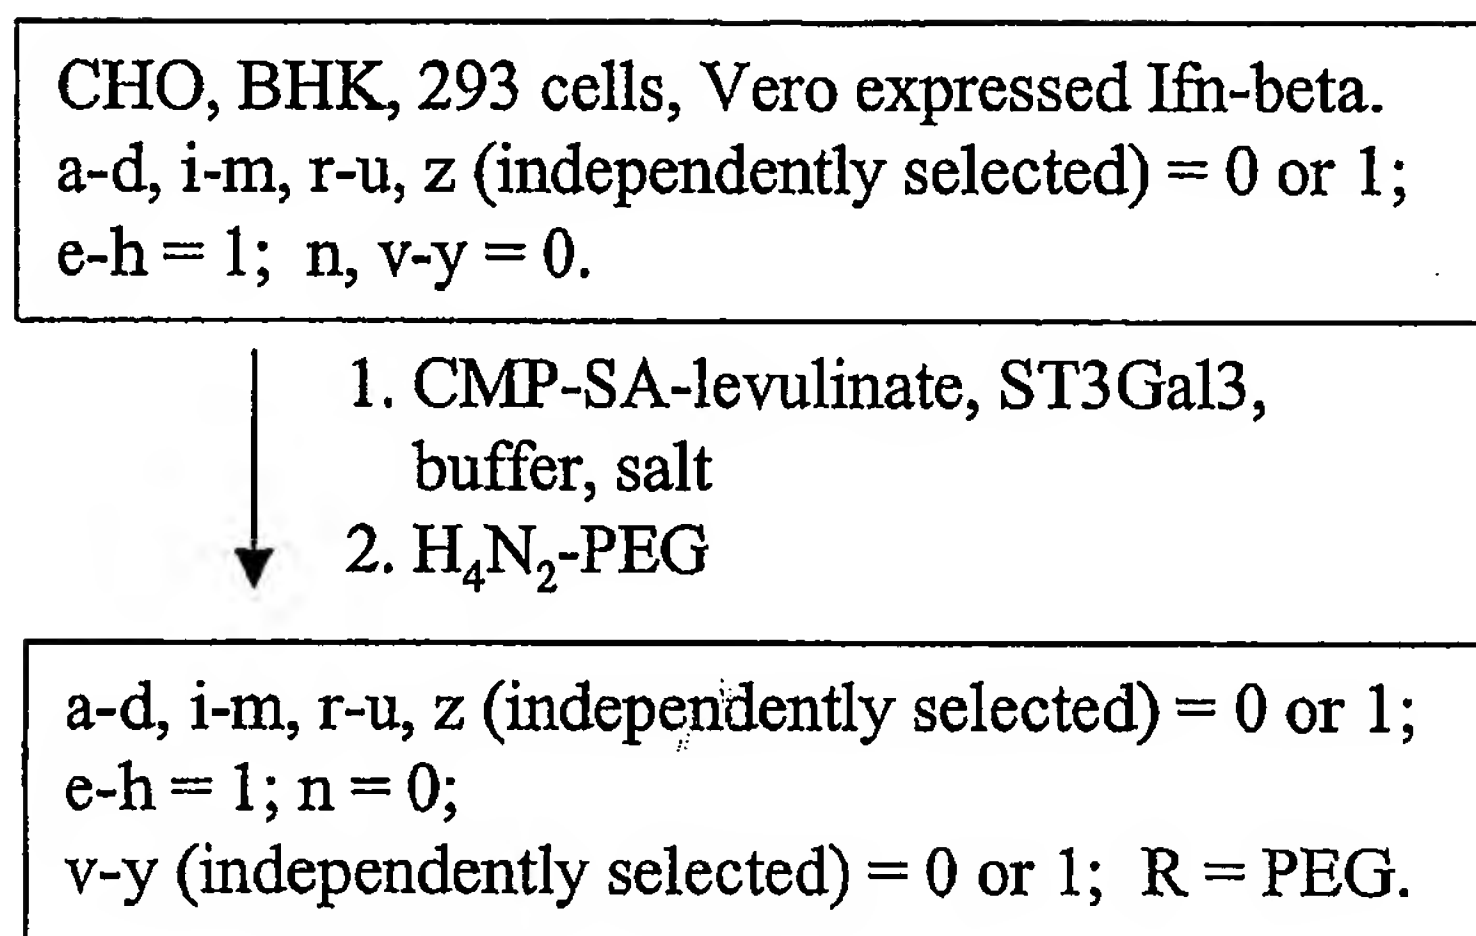 CHO, BHK, 293 cells, Vero expressed Ifn-beta.
a-d, i-m, r-u, z (independently selected) = 0 or 1;
e-h = 1; n, v-y = 0.
1. CMP-SA-levulinate, ST3Gal3,
buffer, salt
2. H₄N₂-PEG
a-d, i-m, r-u, z (independently selected) = 0 or 1;
e-h = 1; n = 0;
v-y (independently selected) = 0 or 1; R = PEG.